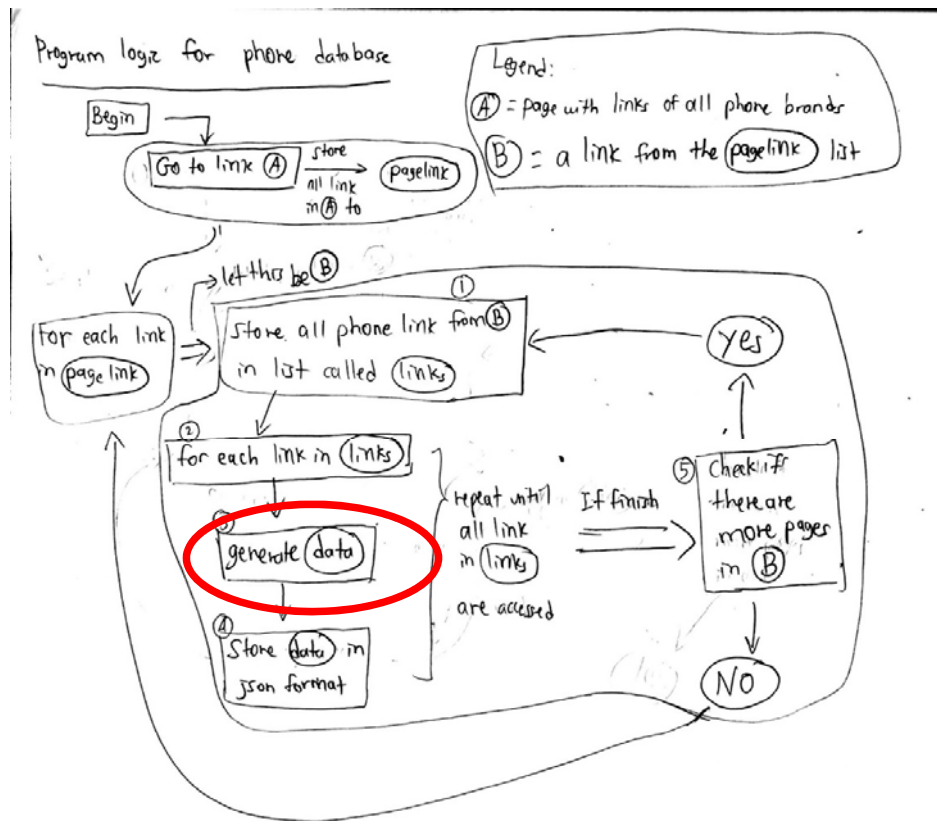 Program logic for phone database
Legend:
A = page with links of all phone brands
B = a link from the pagelink list
Begin
Go to link A
store
all link
in A to
pagelink
let this be B
For each link
in page link
1
Store all phone link from B
in list called links
2
for each link in links
3
generate data
4
Store data in
json format
repeat until
all link
in links
are accessed
If finish
5
Check if
there are
more pages
in B
yes
NO